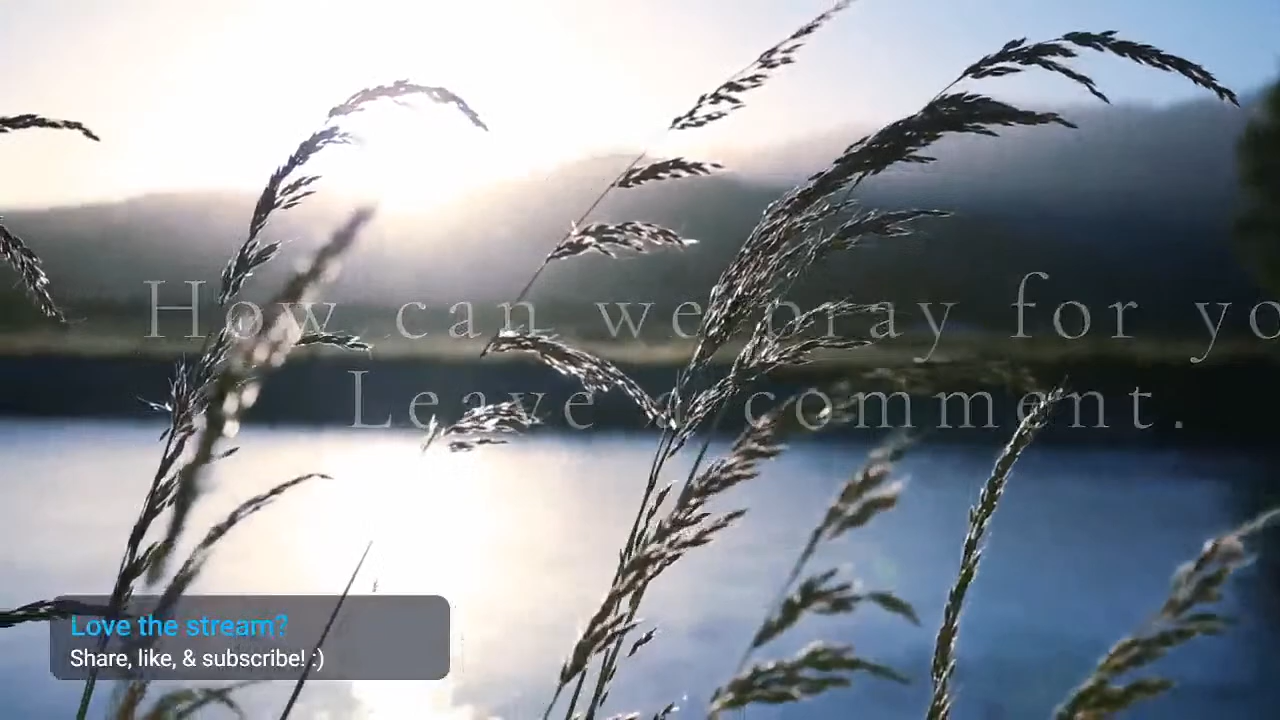 How can we pray for yo
Leave a comment.
Love the stream?
Share, like, & subscribe! :)